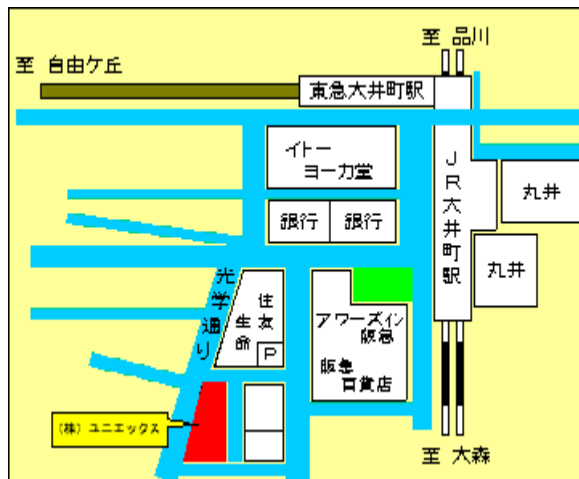 至 品川
至 自由ケ丘
東急大井町駅
イトー
ヨーカ堂
JR大井町駅
丸井
銀行
銀行
丸井
光学通り
住友
生命
P
アワーズイン
阪急
阪急
百貨店
(株) ユニエックス
至 大森